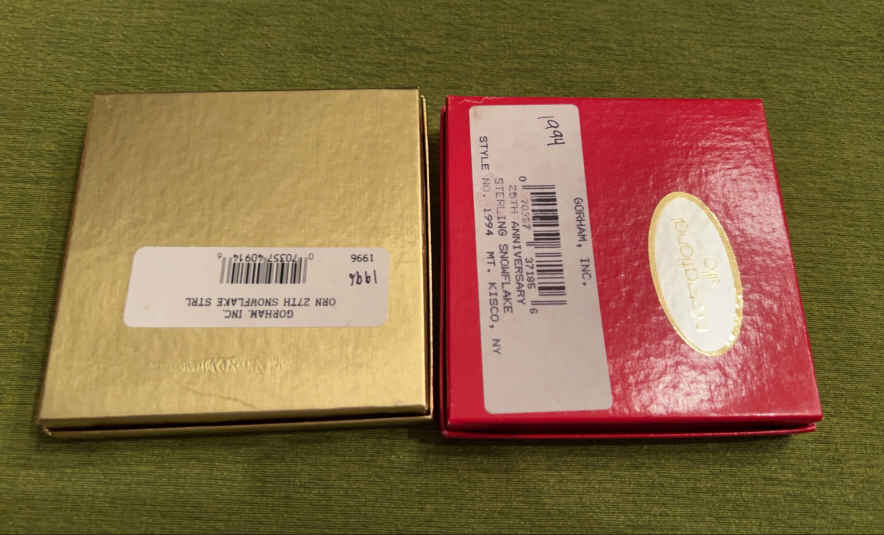 GORHAM, INC.
ORN 27TH SNOWFLAKE STRL
1996
0 70357 40914 6
1996
1994
GORHAM, INC.
0 70357 37185 6
25TH ANNIVERSARY
STERLING SNOWFLAKE
STYLE NO. 1994 MT. KISCO, NY